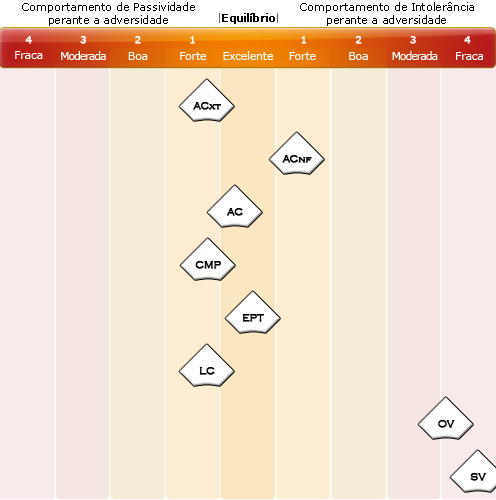 Comportamento de Passividade
perante a adversidade
|Equilíbrio|
Comportamento de Intolerância
perante a adversidade
4 3 2 1 1 2 3 4
Fraca Moderada Boa Forte Excelente Forte Boa Moderada Fraca
ACXT
ACNF
AC
CMP
EPT
LC
OV
SV